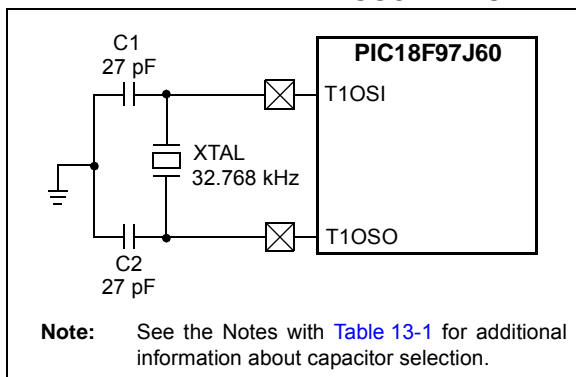 C1
27 pF
PIC18F97J60
T1OSI
XTAL
32.768 kHz
T1OSO
C2
27 pF
Note: See the Notes with Table 13-1 for additional
information about capacitor selection.